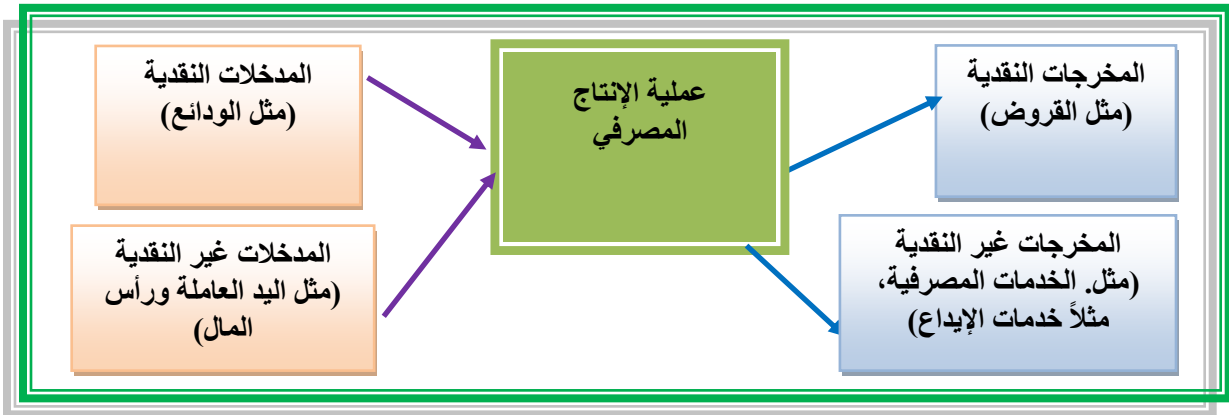 المدخلات النقدية
(مثل الودائع)
المدخلات غير النقدية
(مثل اليد العاملة ورأس
المال)
عملية الإنتاج
المصرفي
المخرجات النقدية
(مثل القروض)
المخرجات غير النقدية
(مثل. الخدمات المصرفية،
مثلاً خدمات الإيداع)